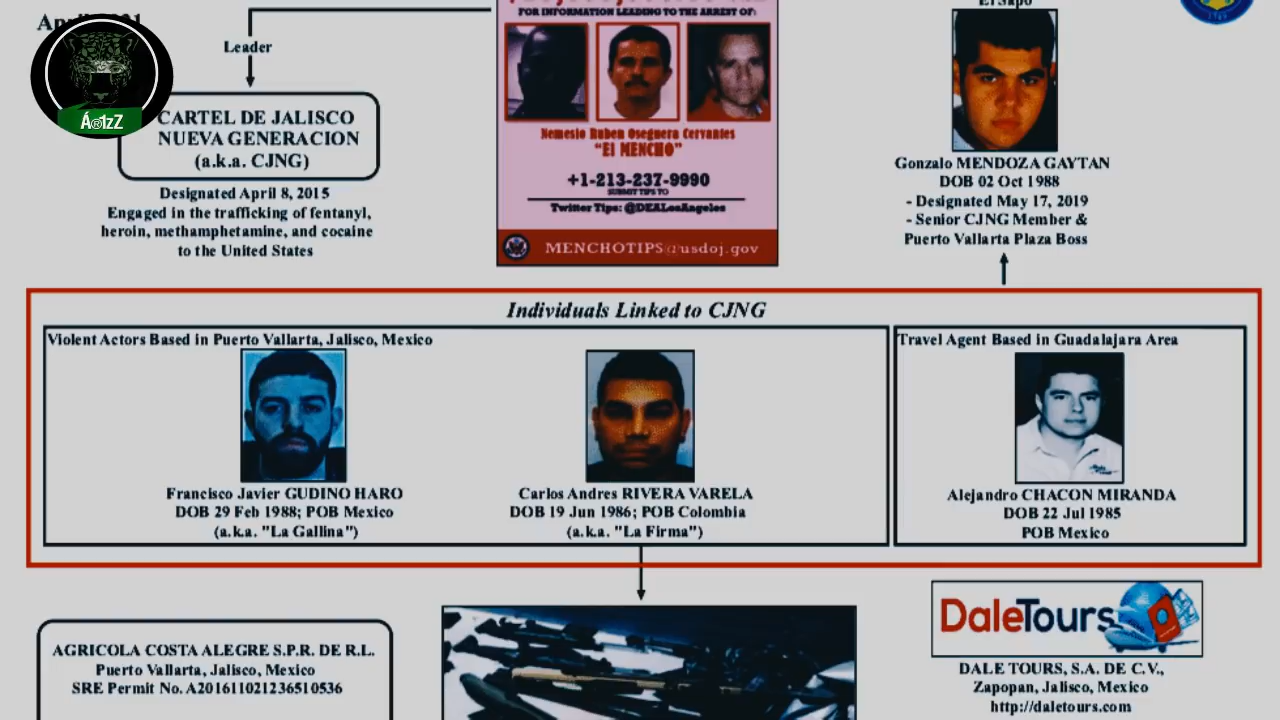 Leader
CARTEL DE JALISCO
NUEVA GENERACION
(a.k.a. CJNG)
Designated April 8, 2015
Engaged in the trafficking of fentanyl,
heroin, methamphetamine, and cocaine
to the United States
FOR INFORMATION LEADING TO THE ARREST OF:
Nemesio Ruben Oseguera Cervantes
"El MENCHO"
+1-213-237-9990
SUBMIT TIPS TO
Twitter Tips: @DEALosAngeles
MENCHOTIPS@usdoj.gov
Gonzalo MENDOZA GAYTAN
DOB 02 Oct 1988
- Designated May 17, 2019
- Senior CJNG Member &
Puerto Vallarta Plaza Boss
Individuals Linked to CJNG
Violent Actors Based in Puerto Vallarta, Jalisco, Mexico
Francisco Javier GUDINO HARO
DOB 29 Feb 1988; POB Mexico
(a.k.a. "La Gallina")
Carlos Andres RIVERA VARELA
DOB 19 Jun 1986; POB Colombia
(a.k.a. "La Firma")
Travel Agent Based in Guadalajara Area
Alejandro CHACON MIRANDA
DOB 22 Jul 1985
POB Mexico
AGRICOLA COSTA ALEGRE S.P.R. DE R.L.
Puerto Vallarta, Jalisco, Mexico
SRE Permit No. A201611021236510536
DaleTours
DALE TOURS, S.A. DE C.V.,
Zapopan, Jalisco, Mexico
http://daletours.com